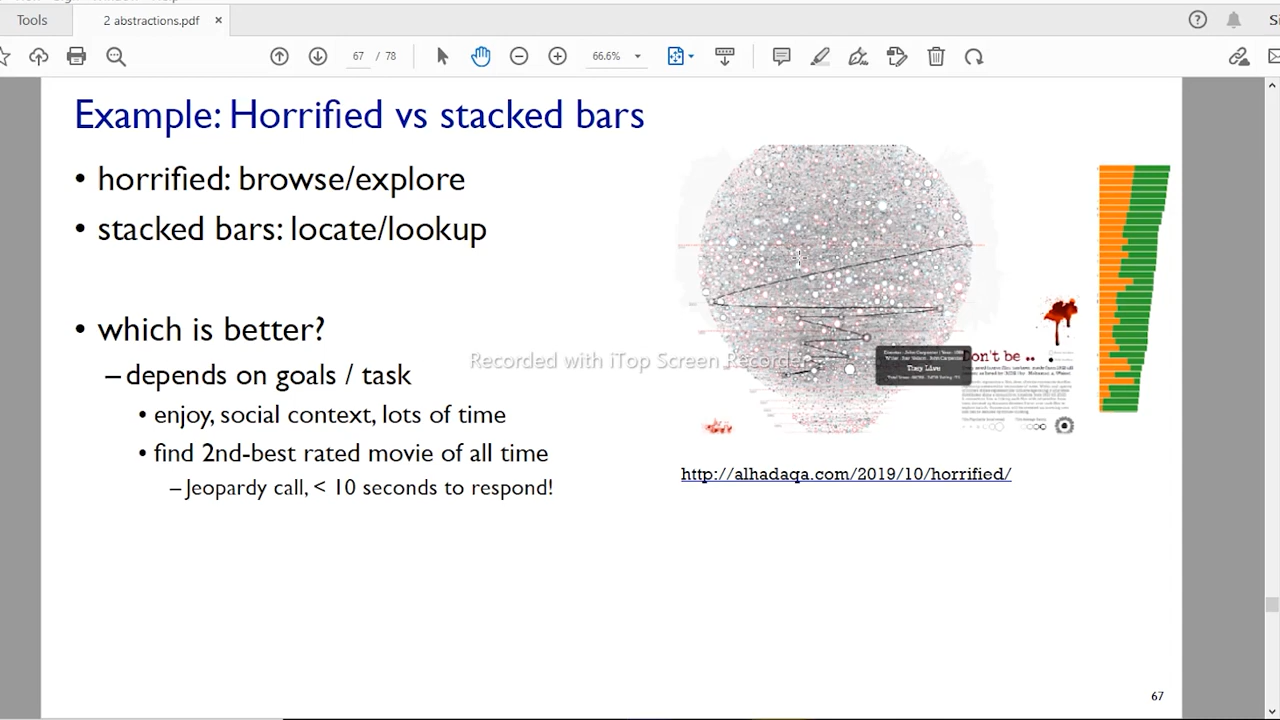 Tools
2 abstractions.pdf ×
67 / 78
66.6%
Example: Horrified vs stacked bars
• horrified: browse/explore
• stacked bars: locate/lookup
• which is better?
– depends on goals / task
• enjoy, social context, lots of time
• find 2nd-best rated movie of all time
– Jeopardy call, < 10 seconds to respond!
Recorded with iTop Screen
They Live
Don't be ..
http://alhadaqa.com/2019/10/horrified/
67